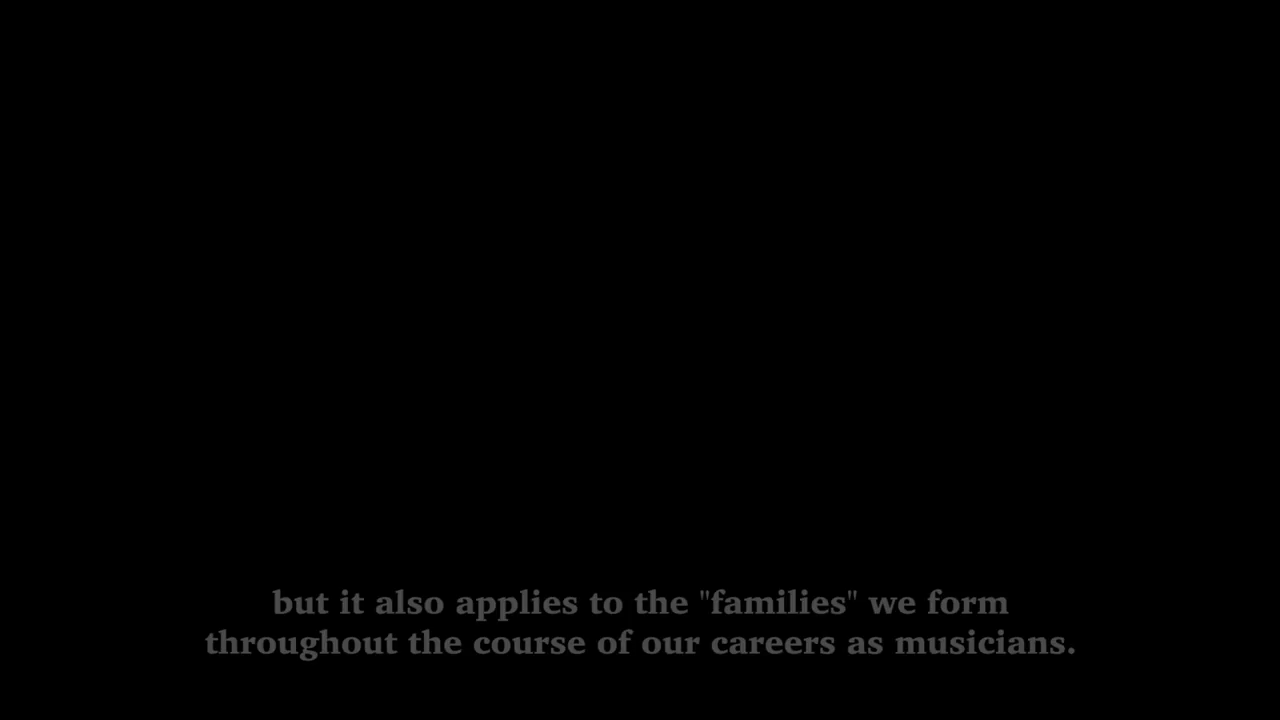 but it also applies to the "families" we form
throughout the course of our careers as musicians.